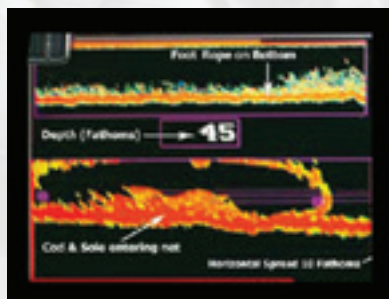 Foot Rope on Bottom
Depth (Fathoms) 45
Cod & Sole entering net
Horizontal Spread 10 Fathoms